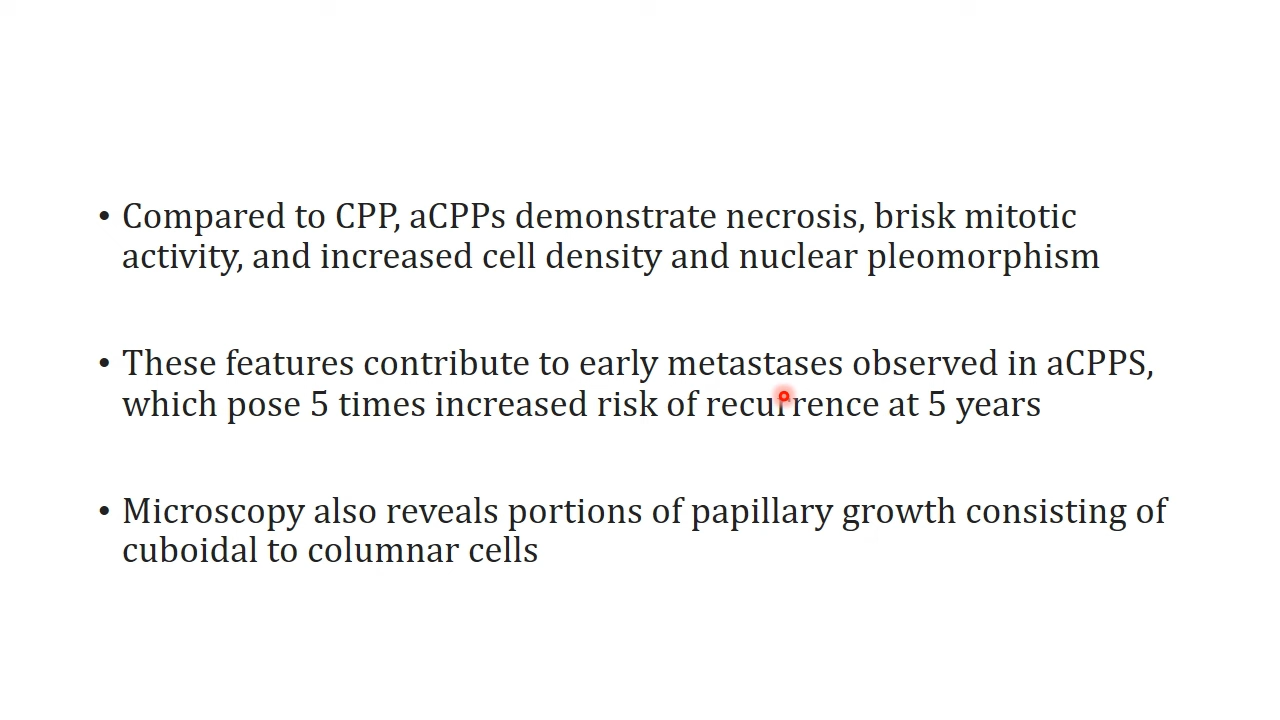 • Compared to CPP, aCPPs demonstrate necrosis, brisk mitotic
activity, and increased cell density and nuclear pleomorphism
• These features contribute to early metastases observed in aCPPS,
which pose 5 times increased risk of recurrence at 5 years
• Microscopy also reveals portions of papillary growth consisting of
cuboidal to columnar cells